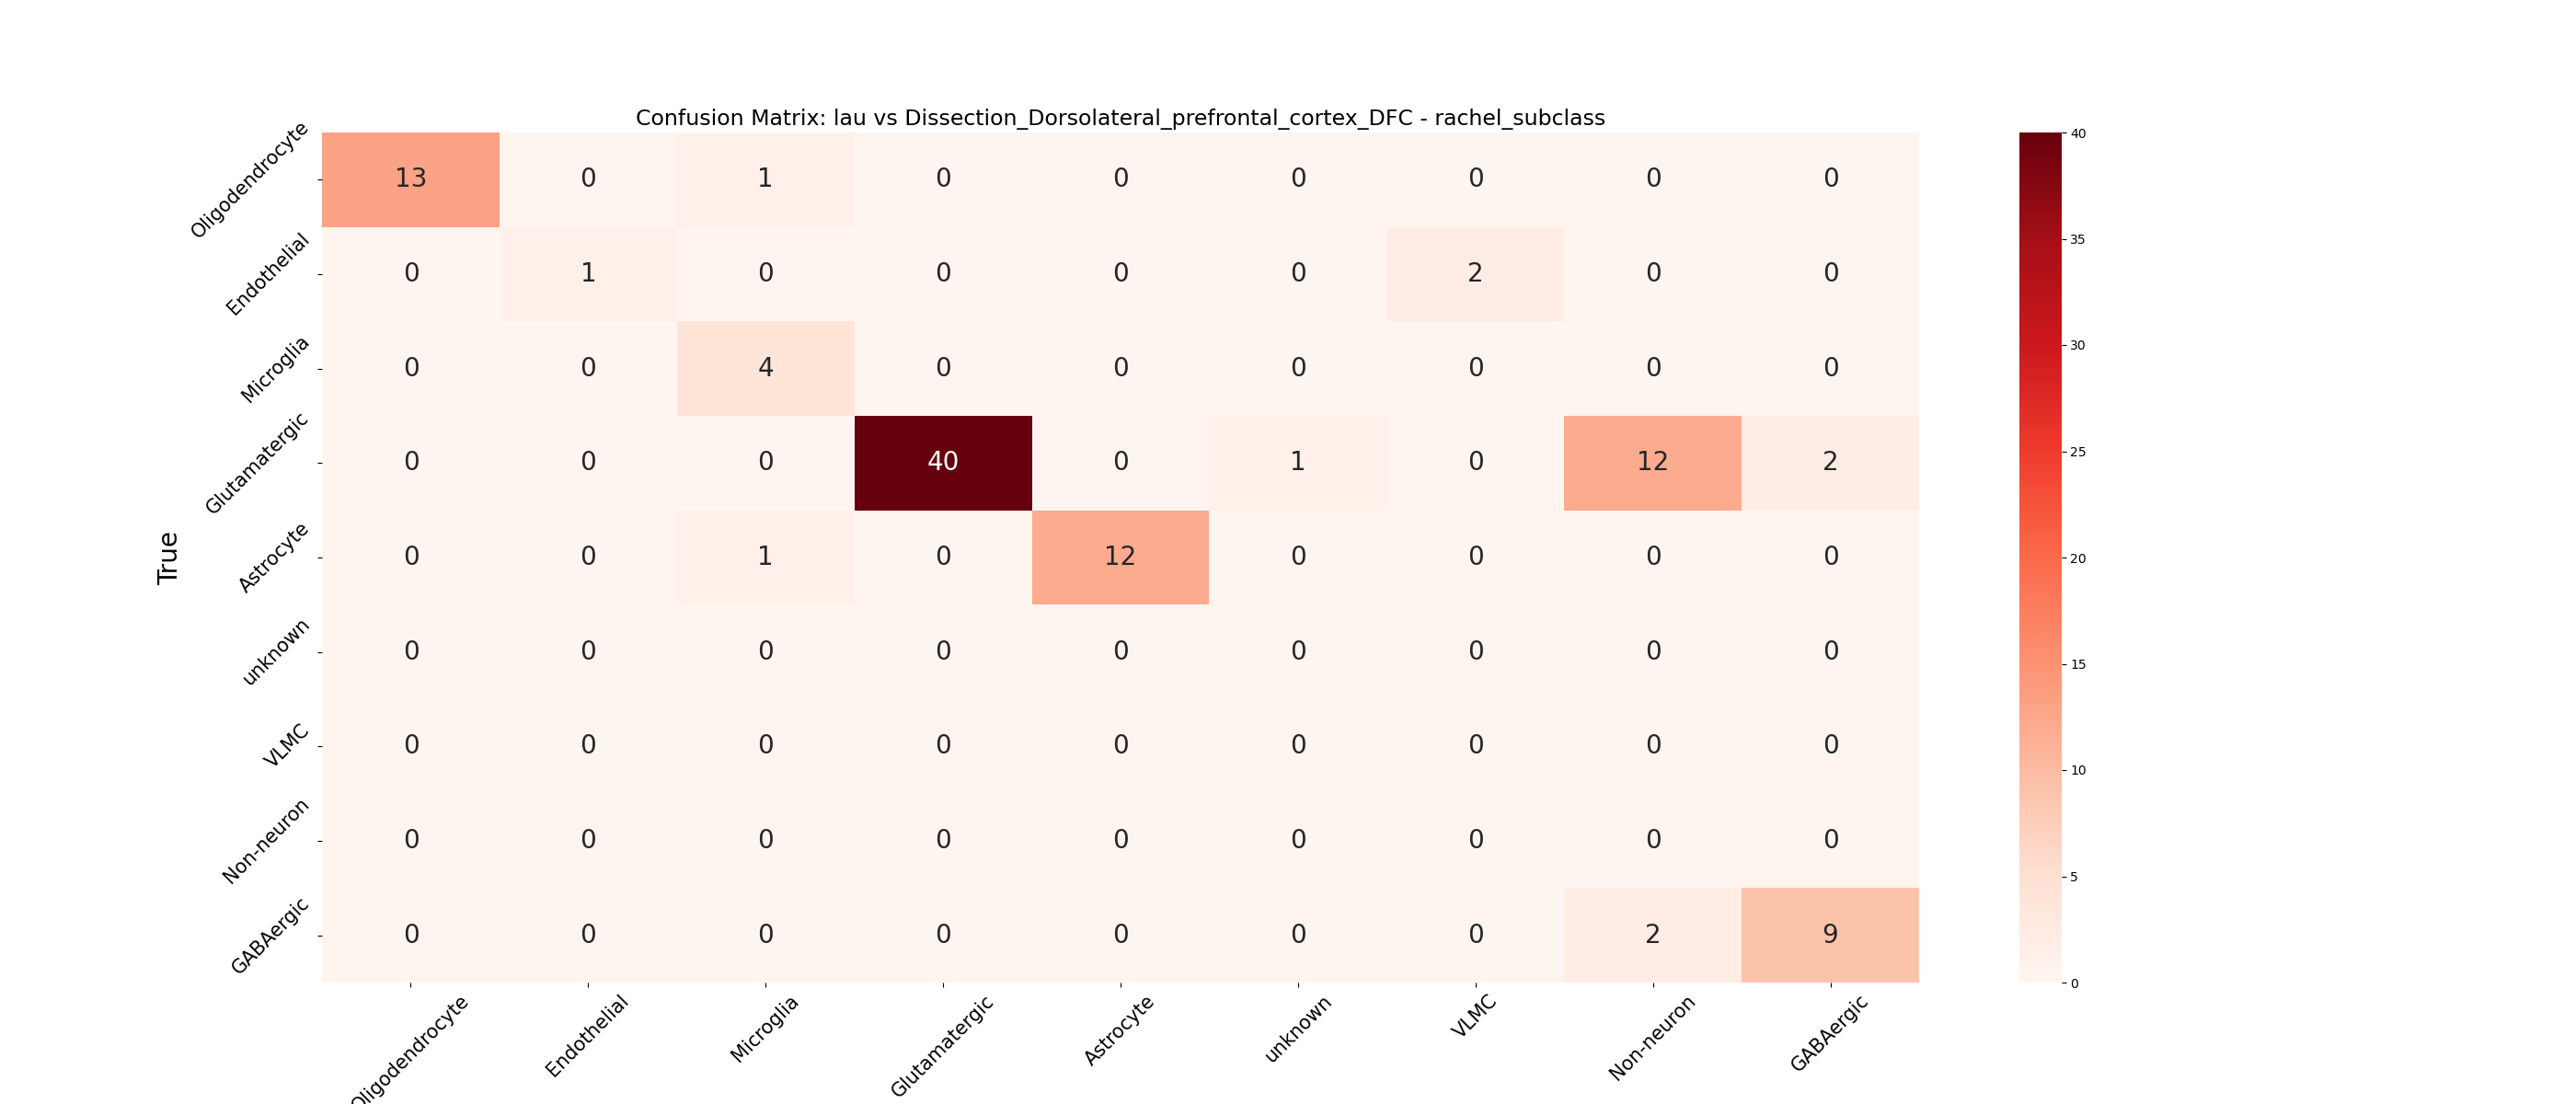 Confusion Matrix: lau vs Dissection_Dorsolateral_prefrontal_cortex_DFC - rachel_subclass
True
Oligodendrocyte 13 0 1 0 0 0 0 0 0
Endothelial 0 1 0 0 0 0 2 0 0
Microglia 0 0 4 0 0 0 0 0 0
Glutamatergic 0 0 0 40 0 1 0 12 2
Astrocyte 0 0 1 0 12 0 0 0 0
unknown 0 0 0 0 0 0 0 0 0
VLMC 0 0 0 0 0 0 0 0 0
Non-neuron 0 0 0 0 0 0 0 0 0
GABAergic 0 0 0 0 0 0 0 2 9
Oligodendrocyte Endothelial Microglia Glutamatergic Astrocyte unknown VLMC Non-neuron GABAergic
40
35
30
25
20
15
10
5
0